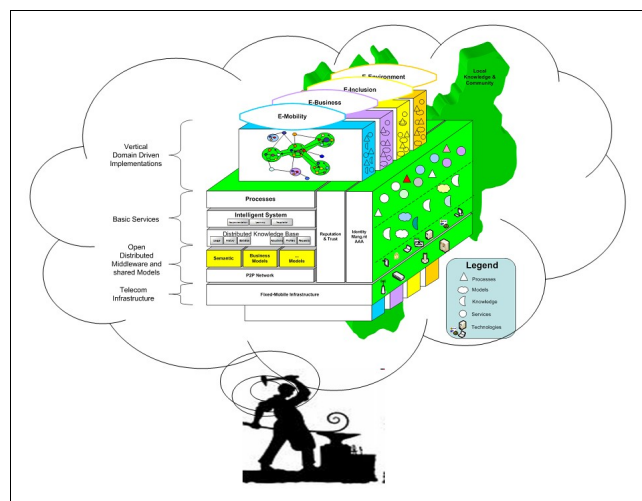 E-Environment
E-Inclusion
E-Business
E-Mobility
Local
Knowledge &
Community
Vertical
Domain Driven
Implementations
Basic Services
Open
Distributed
Middleware and
shared Models
Telecom
Infrastructure
Processes
Intelligent System
Distributed Knowledge Base
Semantic
Business
Models
...
Models
P2P Network
Fixed-Mobile Infrastructure
Reputation
& Trust
Identity
Mang.nt
AAA
Legend
Processes
Models
Knowledge
Services
Technologies